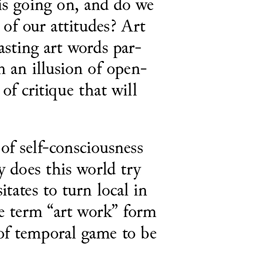 is going on, and do we
of our attitudes? Art
asting art words par-
n an illusion of open-
of critique that will
of self-consciousness
y does this world try
sitates to turn local in
e term “art work” form
of temporal game to be